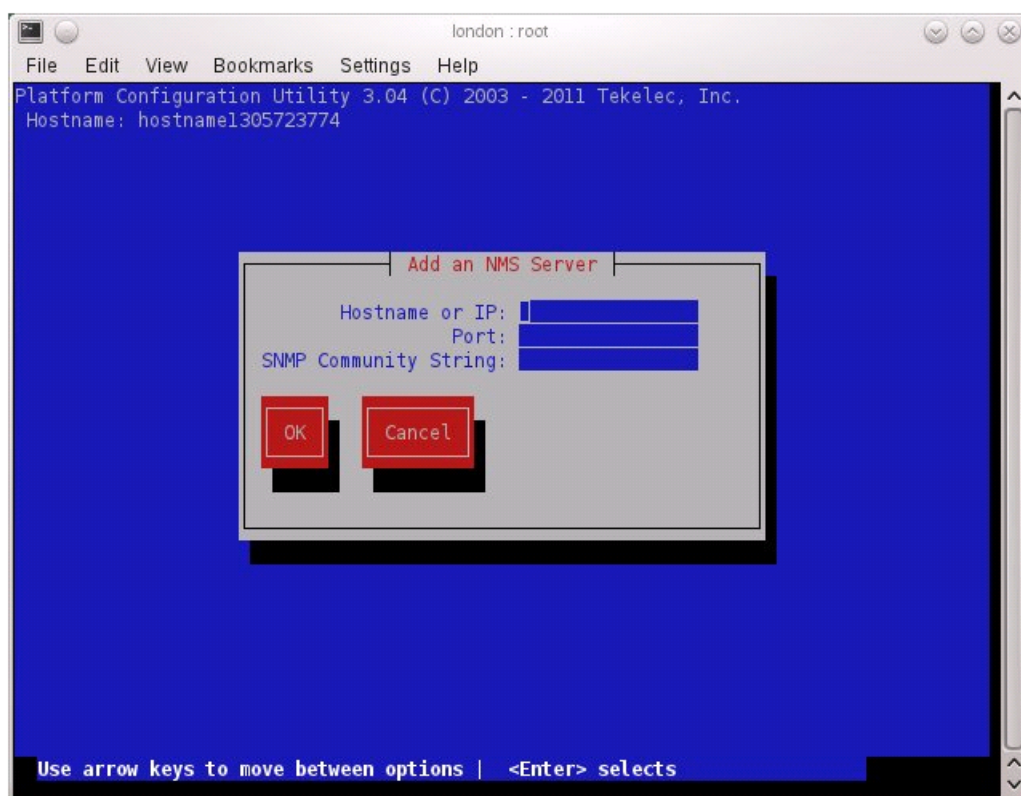 london : root
File Edit View Bookmarks Settings Help
Platform Configuration Utility 3.04 (C) 2003 - 2011 Tekelec, Inc.
Hostname: hostname1305723774
Add an NMS Server
Hostname or IP:
Port:
SNMP Community String:
OK Cancel
Use arrow keys to move between options | <Enter> selects